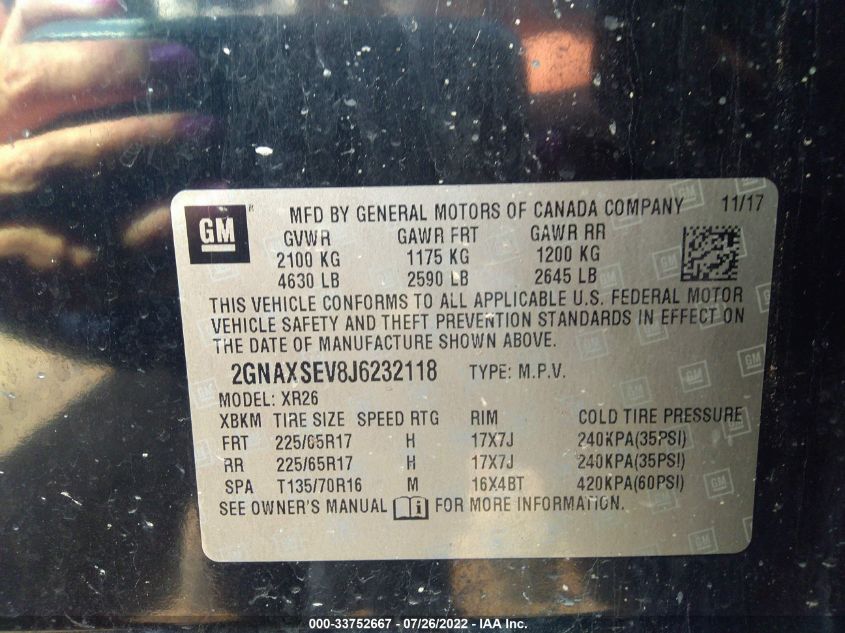 GM
MFD BY GENERAL MOTORS OF CANADA COMPANY 11/17
GVWR GAWR FRT GAWR RR
2100 KG 1175 KG 1200 KG
4630 LB 2590 LB 2645 LB
THIS VEHICLE CONFORMS TO ALL APPLICABLE U.S. FEDERAL MOTOR
VEHICLE SAFETY AND THEFT PREVENTION STANDARDS IN EFFECT ON
THE DATE OF MANUFACTURE SHOWN ABOVE.
2GNAXSEV8J6232118 TYPE: M.P.V.
MODEL: XR26
XBKM TIRE SIZE SPEED RTG RIM COLD TIRE PRESSURE
FRT 225/65R17 H 17X7J 240KPA(35PSI)
RR 225/65R17 H 17X7J 240KPA(35PSI)
SPA T135/70R16 M 16X4BT 420KPA(60PSI)
SEE OWNER'S MANUAL FOR MORE INFORMATION.
000-33752667 - 07/26/2022 - IAA Inc.